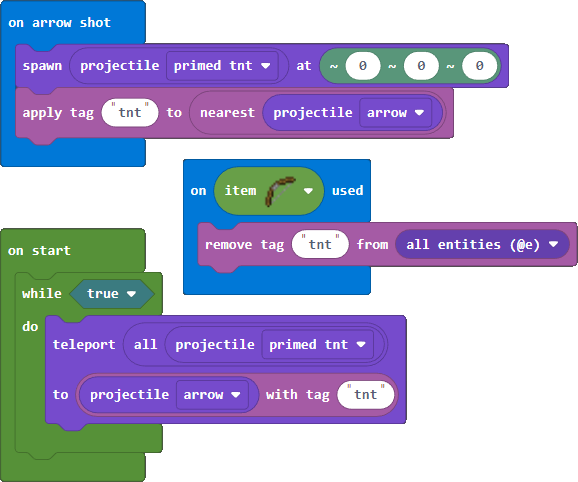 on arrow shot
spawn projectile primed tnt at ~ 0 ~ 0 ~ 0
apply tag "tnt" to nearest projectile arrow
on item used
remove tag "tnt" from all entities (@e)
on start
while true
do
teleport all projectile primed tnt
to projectile arrow with tag "tnt"